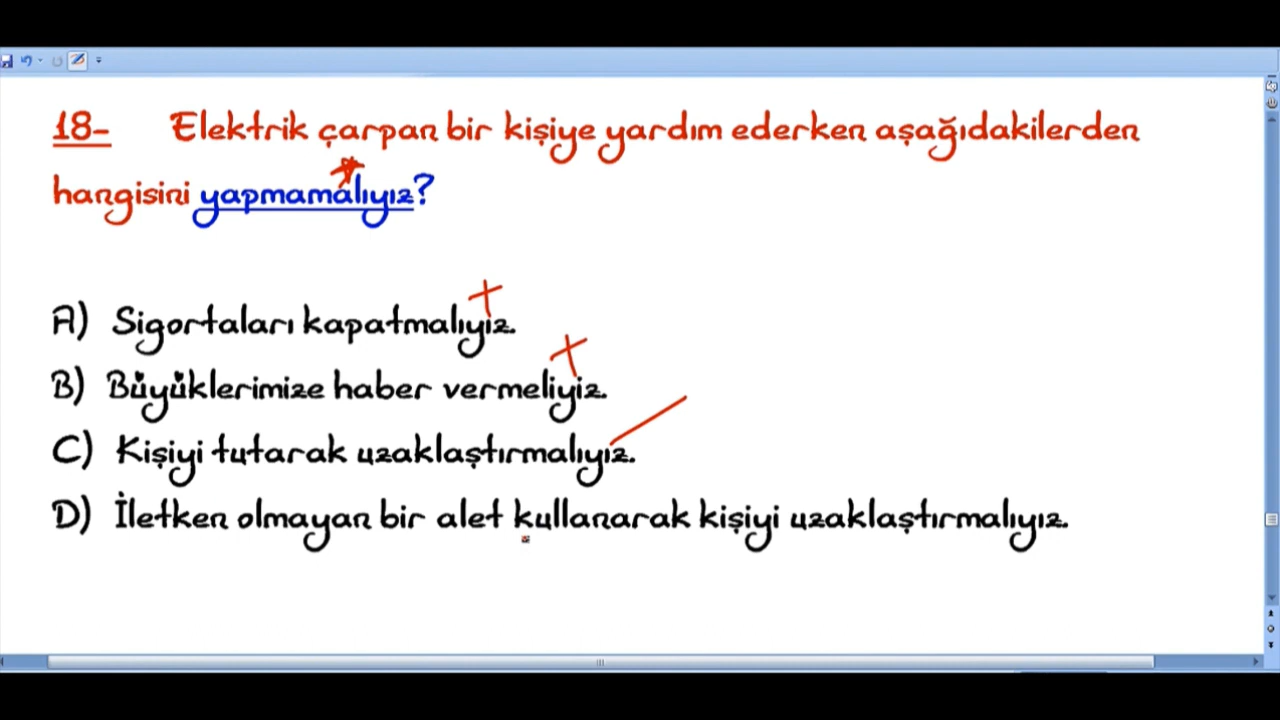 18- Elektrik çarpan bir kişiye yardım ederken aşağıdakilerden
hangisini yapmamalıyız?
A) Sigortaları kapatmalıyız.
B) Büyüklerimize haber vermeliyiz.
C) Kişiyi tutarak uzaklaştırmalıyız.
D) İletken olmayan bir alet kullanarak kişiyi uzaklaştırmalıyız.